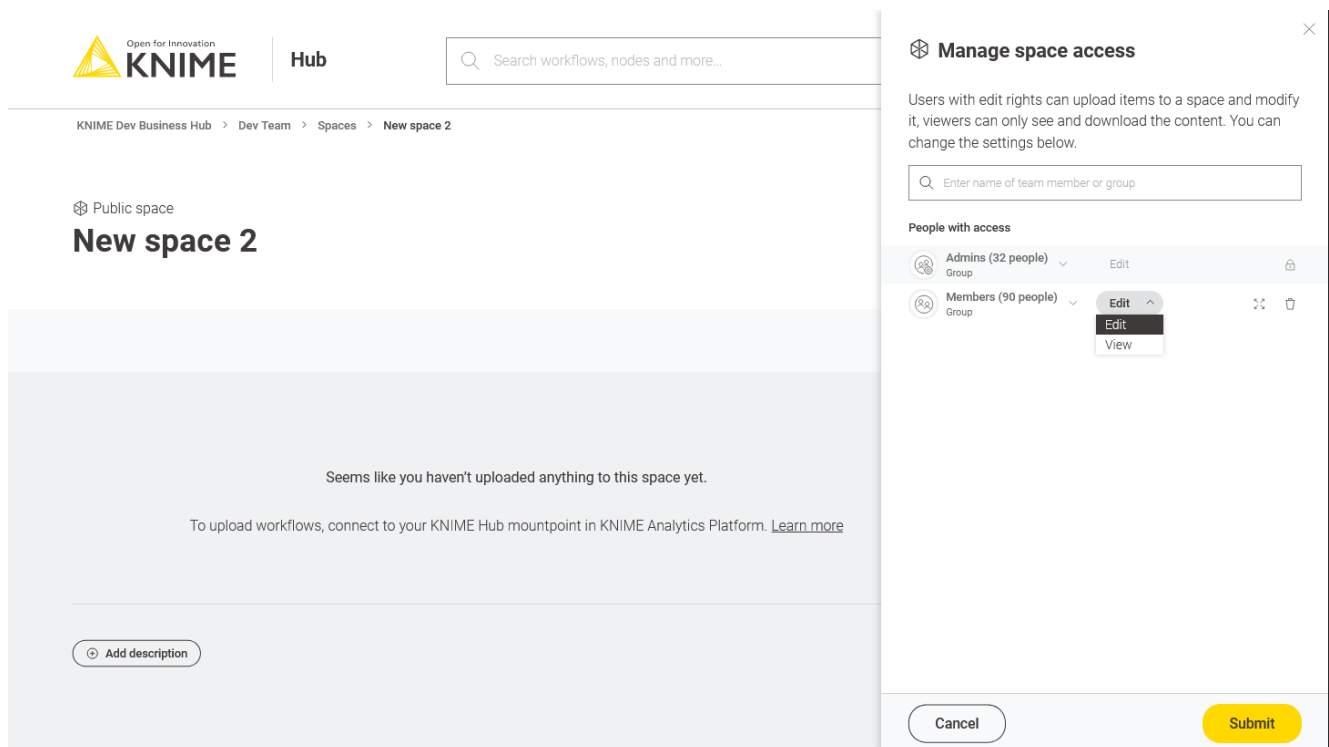 Open for Innovation
KNIME
Hub
Search workflows, nodes and more...
KNIME Dev Business Hub > Dev Team > Spaces > New space 2
Public space
New space 2
Seems like you haven’t uploaded anything to this space yet.
To upload workflows, connect to your KNIME Hub mountpoint in KNIME Analytics Platform. Learn more
Add description
Manage space access
Users with edit rights can upload items to a space and modify
it, viewers can only see and download the content. You can
change the settings below.
Enter name of team member or group
People with access
Admins (32 people)
Group
Edit
Members (90 people)
Group
Edit
Edit
View
Cancel
Submit